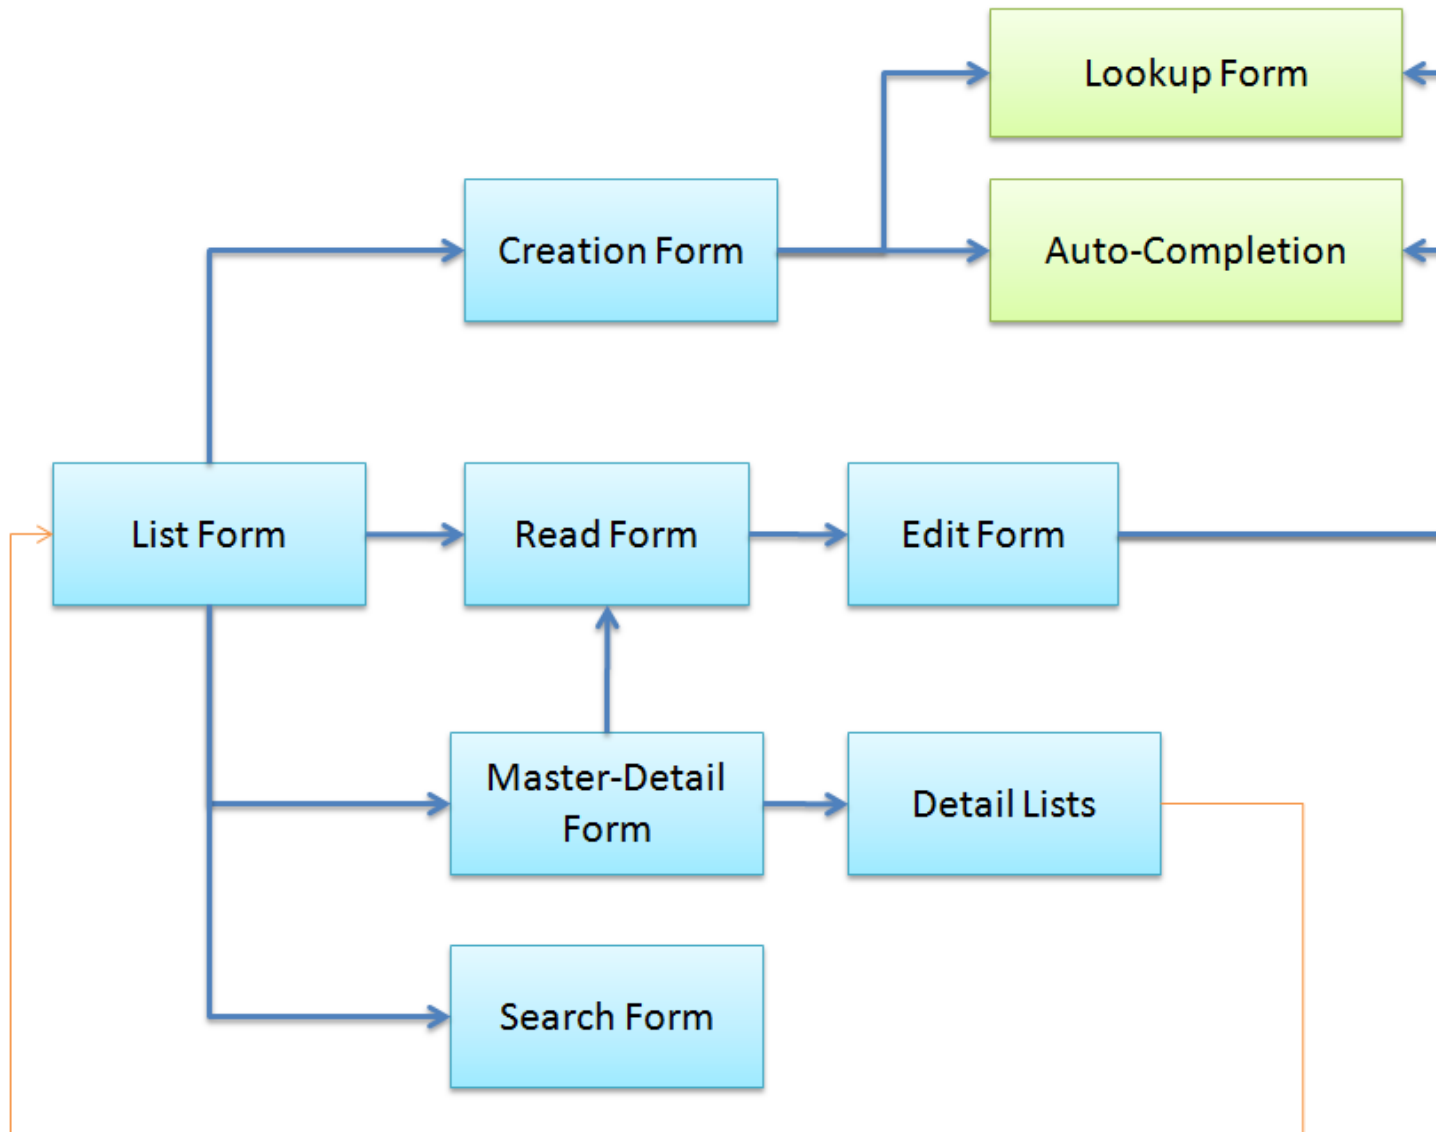 Lookup Form
Creation Form
Auto-Completion
List Form
Read Form
Edit Form
Master-Detail
Form
Detail Lists
Search Form